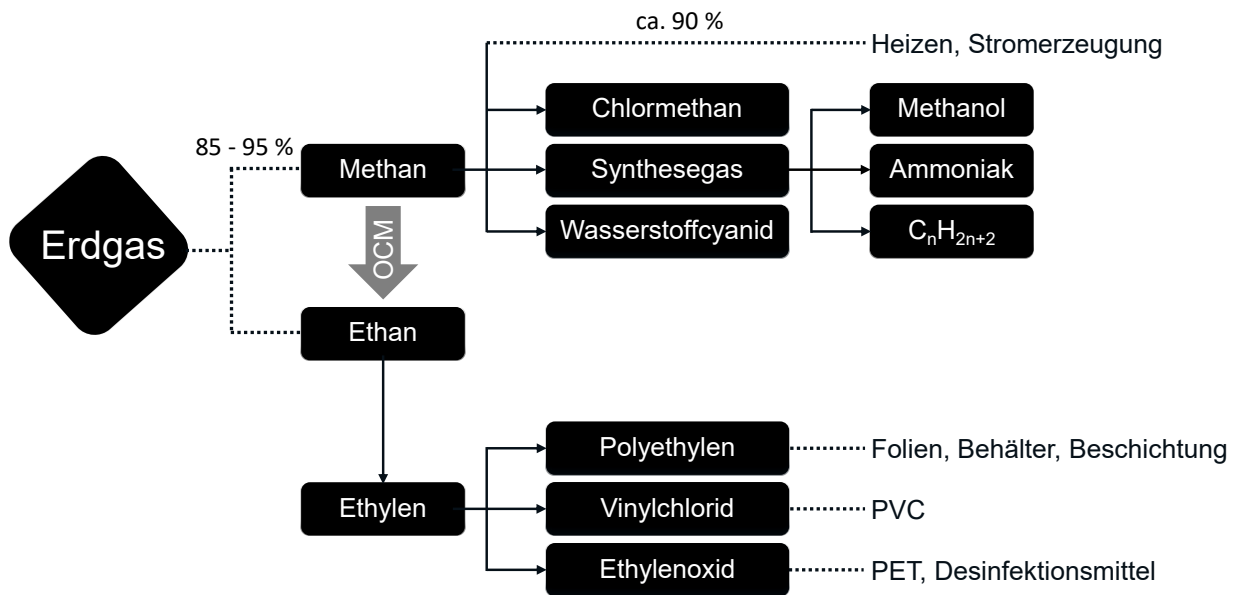 ca. 90 %
Heizen, Stromerzeugung
Chlormethan
Methanol
85 - 95 %
Methan
Synthesegas
Ammoniak
Wasserstoffcyanid
CₙH₂ₙ₊₂
Erdgas
OCM
Ethan
Polyethylen
Folien, Behälter, Beschichtung
Ethylen
Vinylchlorid
PVC
Ethylenoxid
PET, Desinfektionsmittel